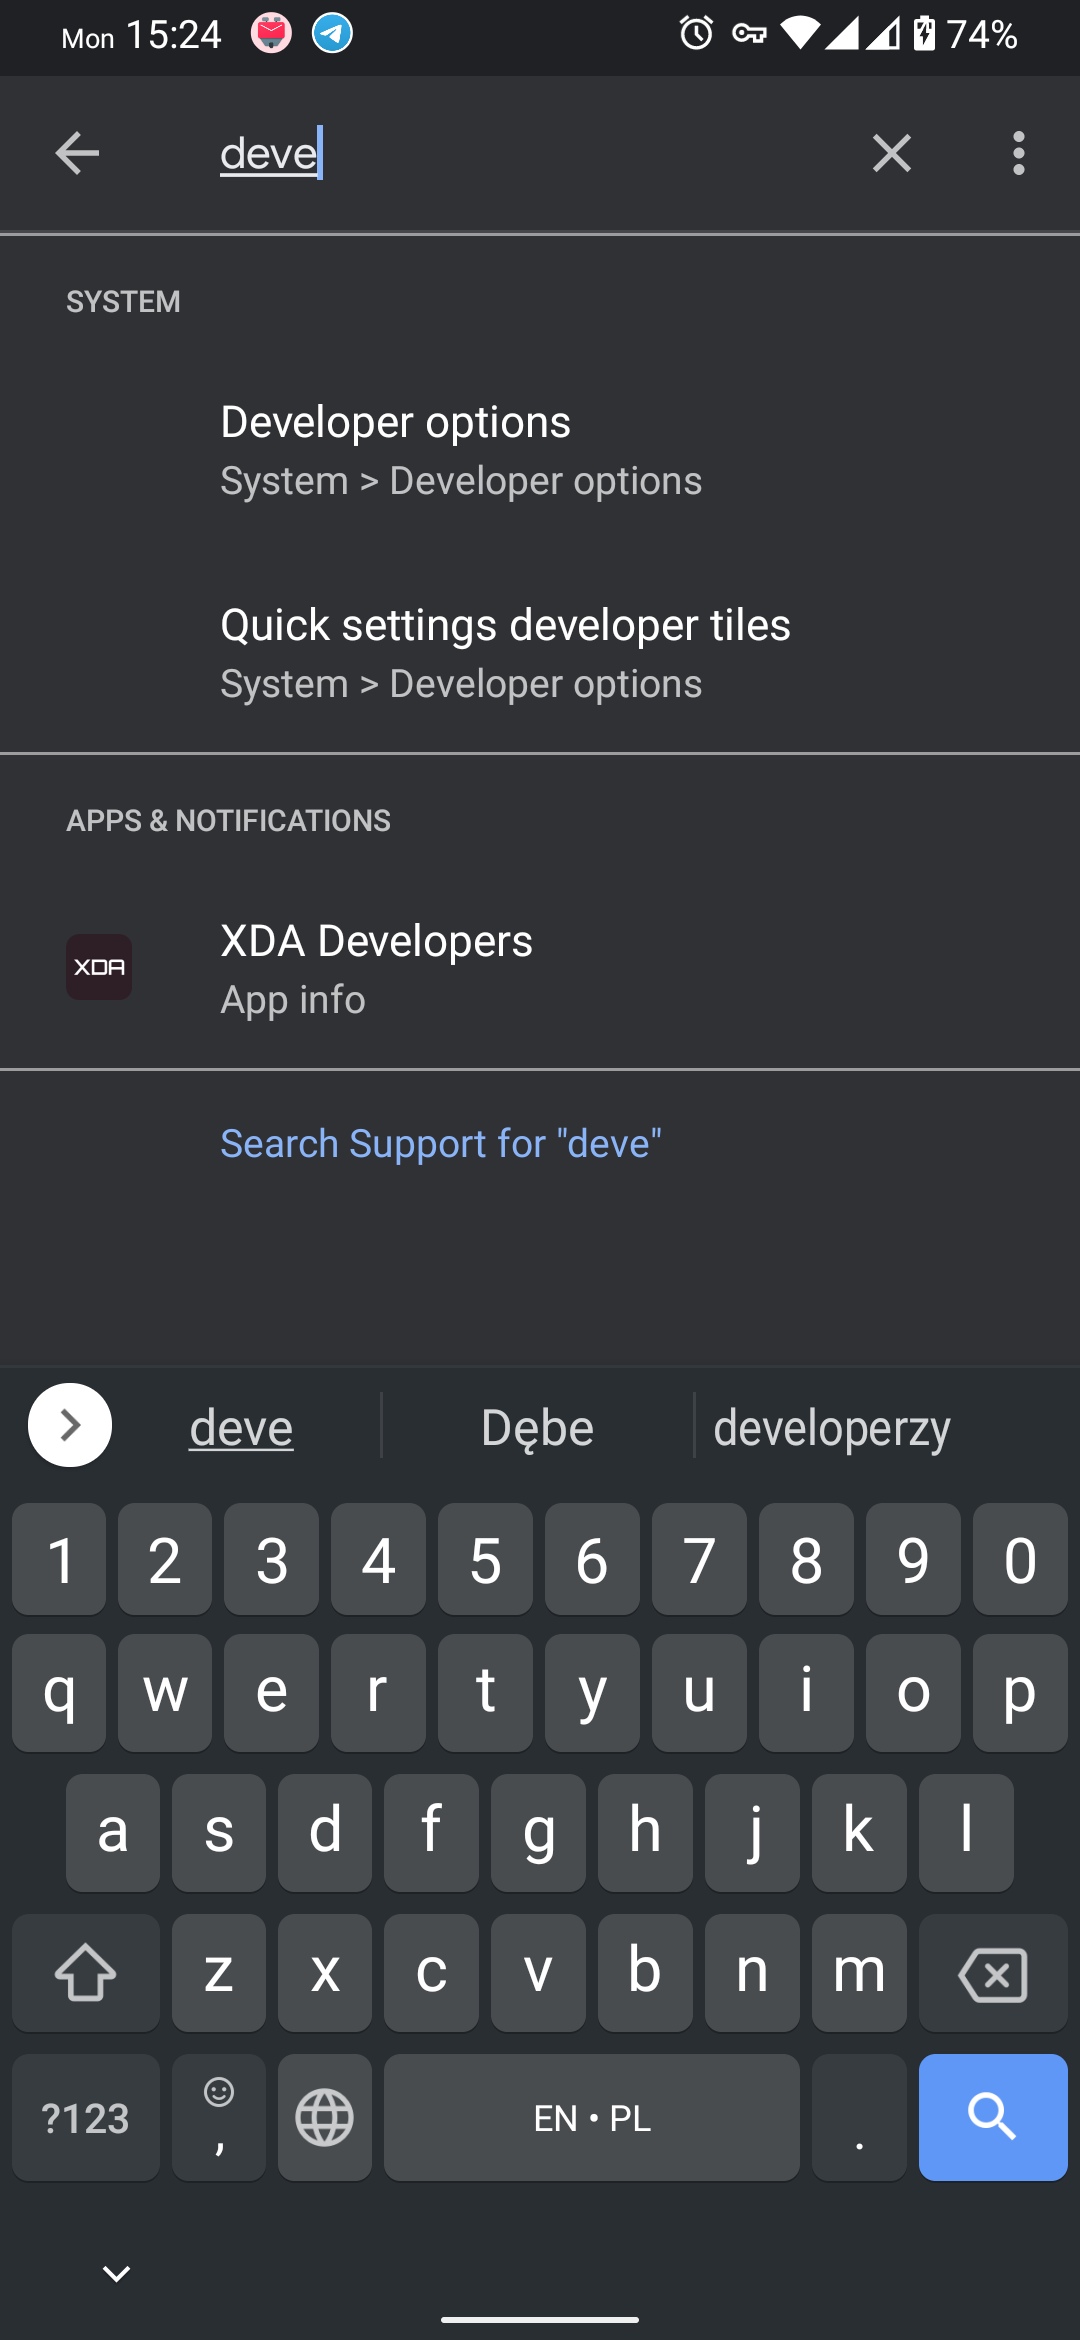 Mon 15:24 74%
deve
SYSTEM
Developer options
System > Developer options
Quick settings developer tiles
System > Developer options
APPS & NOTIFICATIONS
XDA
XDA Developers
App info
Search Support for "deve"
deve Dębe developerzy
1 2 3 4 5 6 7 8 9 0
q w e r t y u i o p
a s d f g h j k l
z x c v b n m
?123 , EN • PL .